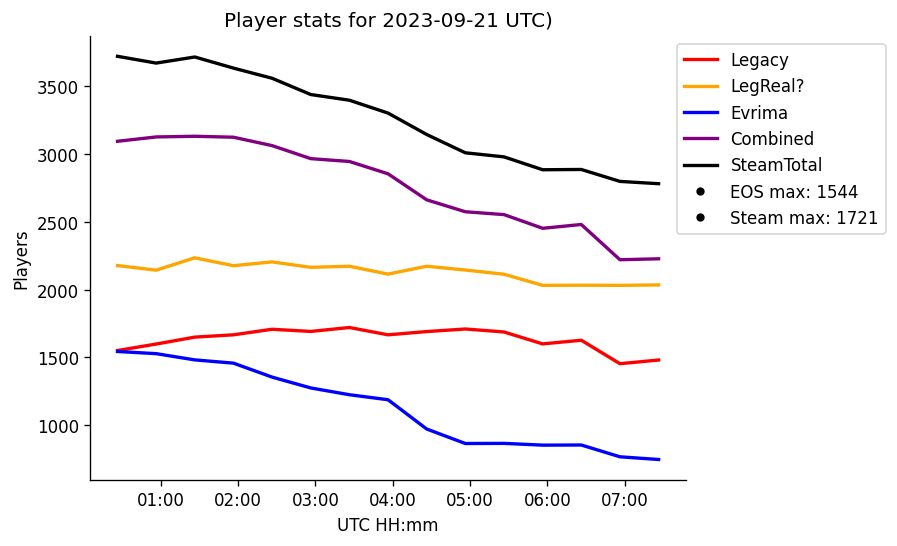 Player stats for 2023-09-21 UTC)
Legacy
LegReal?
Evrima
Combined
SteamTotal
EOS max: 1544
Steam max: 1721
Players
3500
3000
2500
2000
1500
1000
01:00 02:00 03:00 04:00 05:00 06:00 07:00
UTC HH:mm